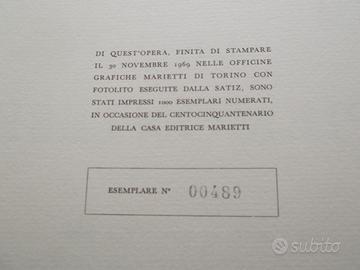 DI QUEST'OPERA, FINITA DI STAMPARE
IL 30 NOVEMBRE 1969 NELLE OFFICINE
GRAFICHE MARIETTI DI TORINO CON
FOTOLITO ESEGUITE DALLA SATIZ, SONO
STATI IMPRESSI 1000 ESEMPLARI NUMERATI,
IN OCCASIONE DEL CENTOCINQUANTENARIO
DELLA CASA EDITRICE MARIETTI
ESEMPLARE Nº 00489
subito